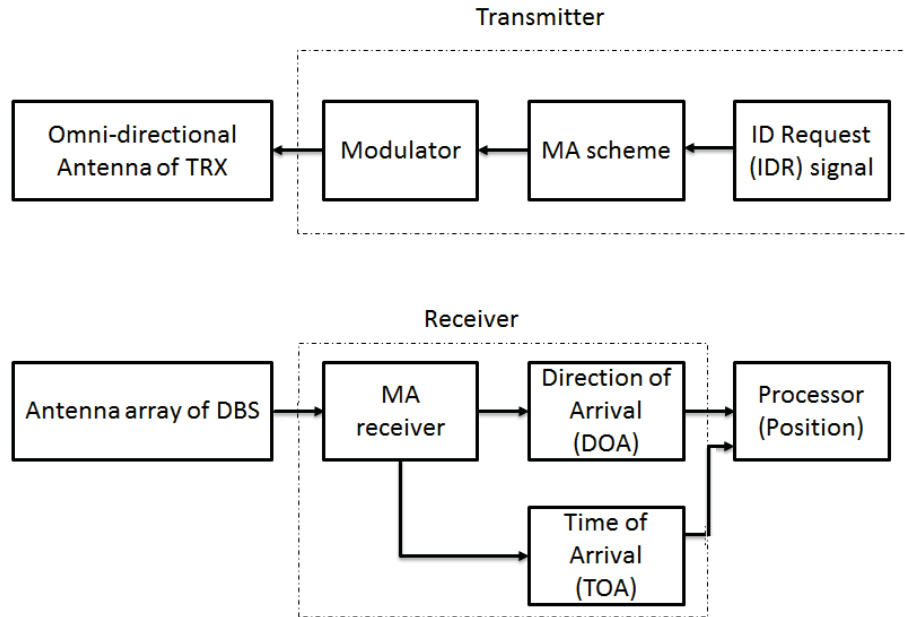 Transmitter
Omni-directional
Antenna of TRX
Modulator
MA scheme
ID Request
(IDR) signal
Receiver
Antenna array of DBS
MA
receiver
Direction of
Arrival
(DOA)
Processor
(Position)
Time of
Arrival
(TOA)